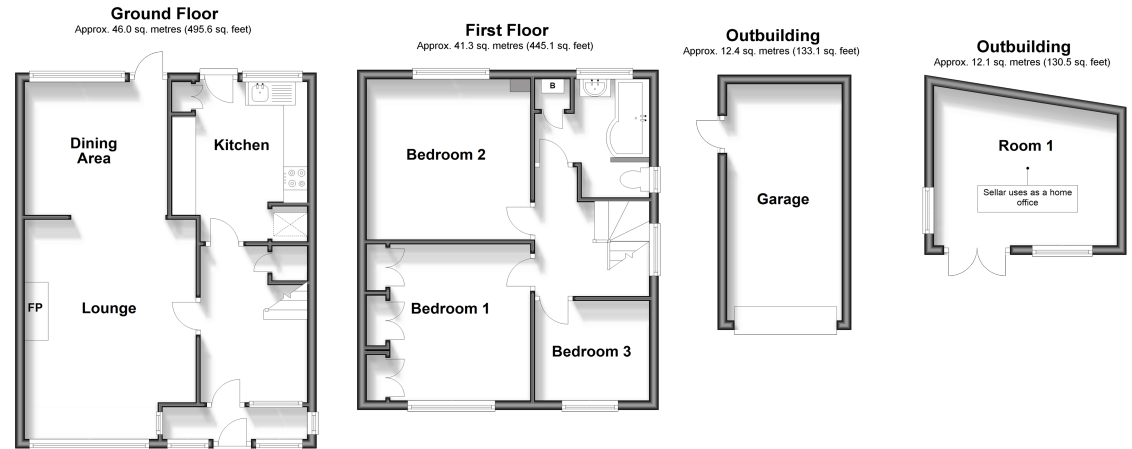 Ground Floor
Approx. 46.0 sq. metres (495.6 sq. feet)
Dining
Area
Kitchen
FP
Lounge
First Floor
Approx. 41.3 sq. metres (445.1 sq. feet)
B
Bedroom 2
Bedroom 1
Bedroom 3
Outbuilding
Approx. 12.4 sq. metres (133.1 sq. feet)
Garage
Outbuilding
Approx. 12.1 sq. metres (130.5 sq. feet)
Room 1
Sellar uses as a home
office